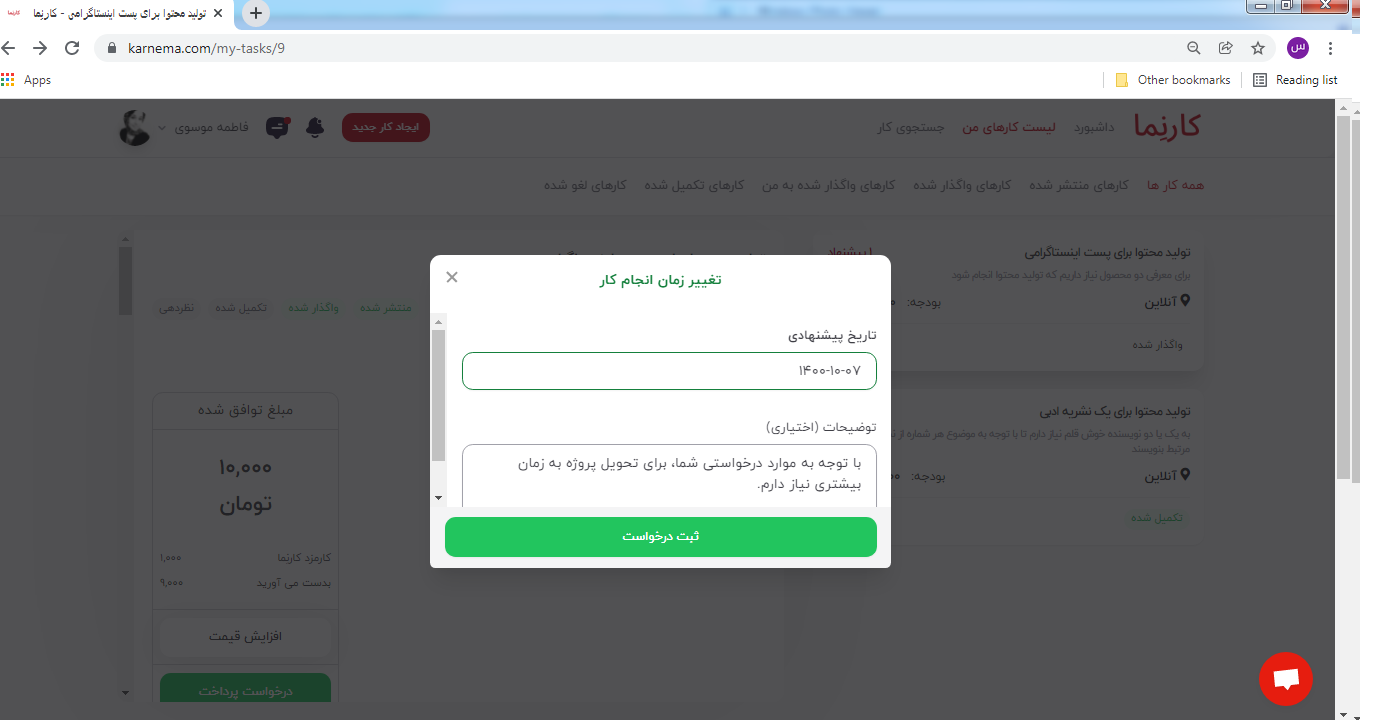 تولید محتوا برای پست اینستاگرامی - کارنما
karnema.com/my-tasks/9
س
Apps
Other bookmarks
Reading list
کارنِما
داشبورد
لیست کارهای من
جستجوی کار
ایجاد کار جدید
فاطمه موسوی
همه کار ها
کارهای منتشر شده
کارهای واگذار شده
کارهای واگذار شده به من
کارهای تکمیل شده
کارهای لغو شده
تولید محتوا برای پست اینستاگرامی
۱ پیشنهاد
برای معرفی دو محصول نیاز داریم که تولید محتوا انجام شود
آنلاین
بودجه:
واگذار شده
تولید محتوا برای یک نشریه ادبی
به یک یا دو نویسنده خوش قلم نیاز دارم تا با توجه به موضوع هر شماره از
مرتبط بنویسند
آنلاین
بودجه:
تکمیل شده
تغییر زمان انجام کار
تاریخ پیشنهادی
۱۴۰۰-۱۰-۰۷
توضیحات (اختیاری)
با توجه به موارد درخواستی شما، برای تحویل پروژه به زمان
بیشتری نیاز دارم.
ثبت درخواست
منتشر شده
واگذار شده
تکمیل شده
نظردهی
مبلغ توافق شده
۱۰,۰۰۰
تومان
کارمزد کارنما
۱,۰۰۰
بدست می آورید
۹,۰۰۰
افزایش قیمت
درخواست پرداخت